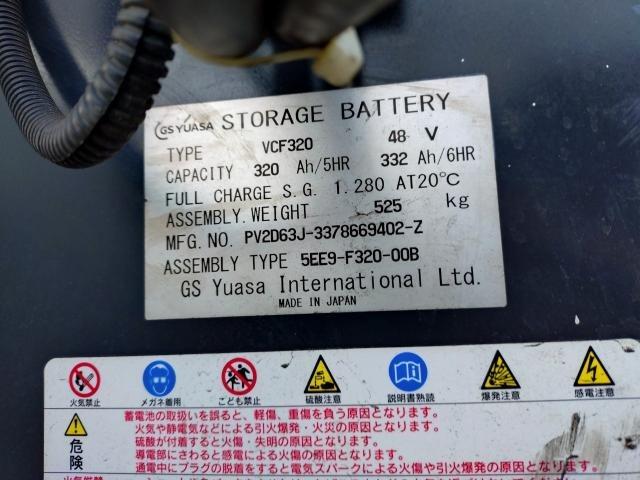 GS YUASA STORAGE BATTERY
TYPE VCF320 48 V
CAPACITY 320 Ah/5HR 332 Ah/6HR
FULL CHARGE S.G. 1.280 AT20℃
ASSEMBLY.WEIGHT 525 kg
MFG.NO. PV2D63J-3378669402-Z
ASSEMBLY TYPE 5EE9-F320-00B
GS Yuasa International Ltd.
MADE IN JAPAN
火気禁止 メガネ着用 こども禁止 硫酸注意 説明書熟読 爆発注意 感電注意
危険
蓄電池の取扱いを誤ると、軽傷、重傷を負う原因となります。
火気や静電気などによる引火爆発・火災の原因となります。
硫酸が付着すると火傷・失明の原因となります。
導電部にさわると感電による火傷の原因となります。
通電中にプラグの脱着をすると電気スパークによる火傷や引火爆発の原因となります。